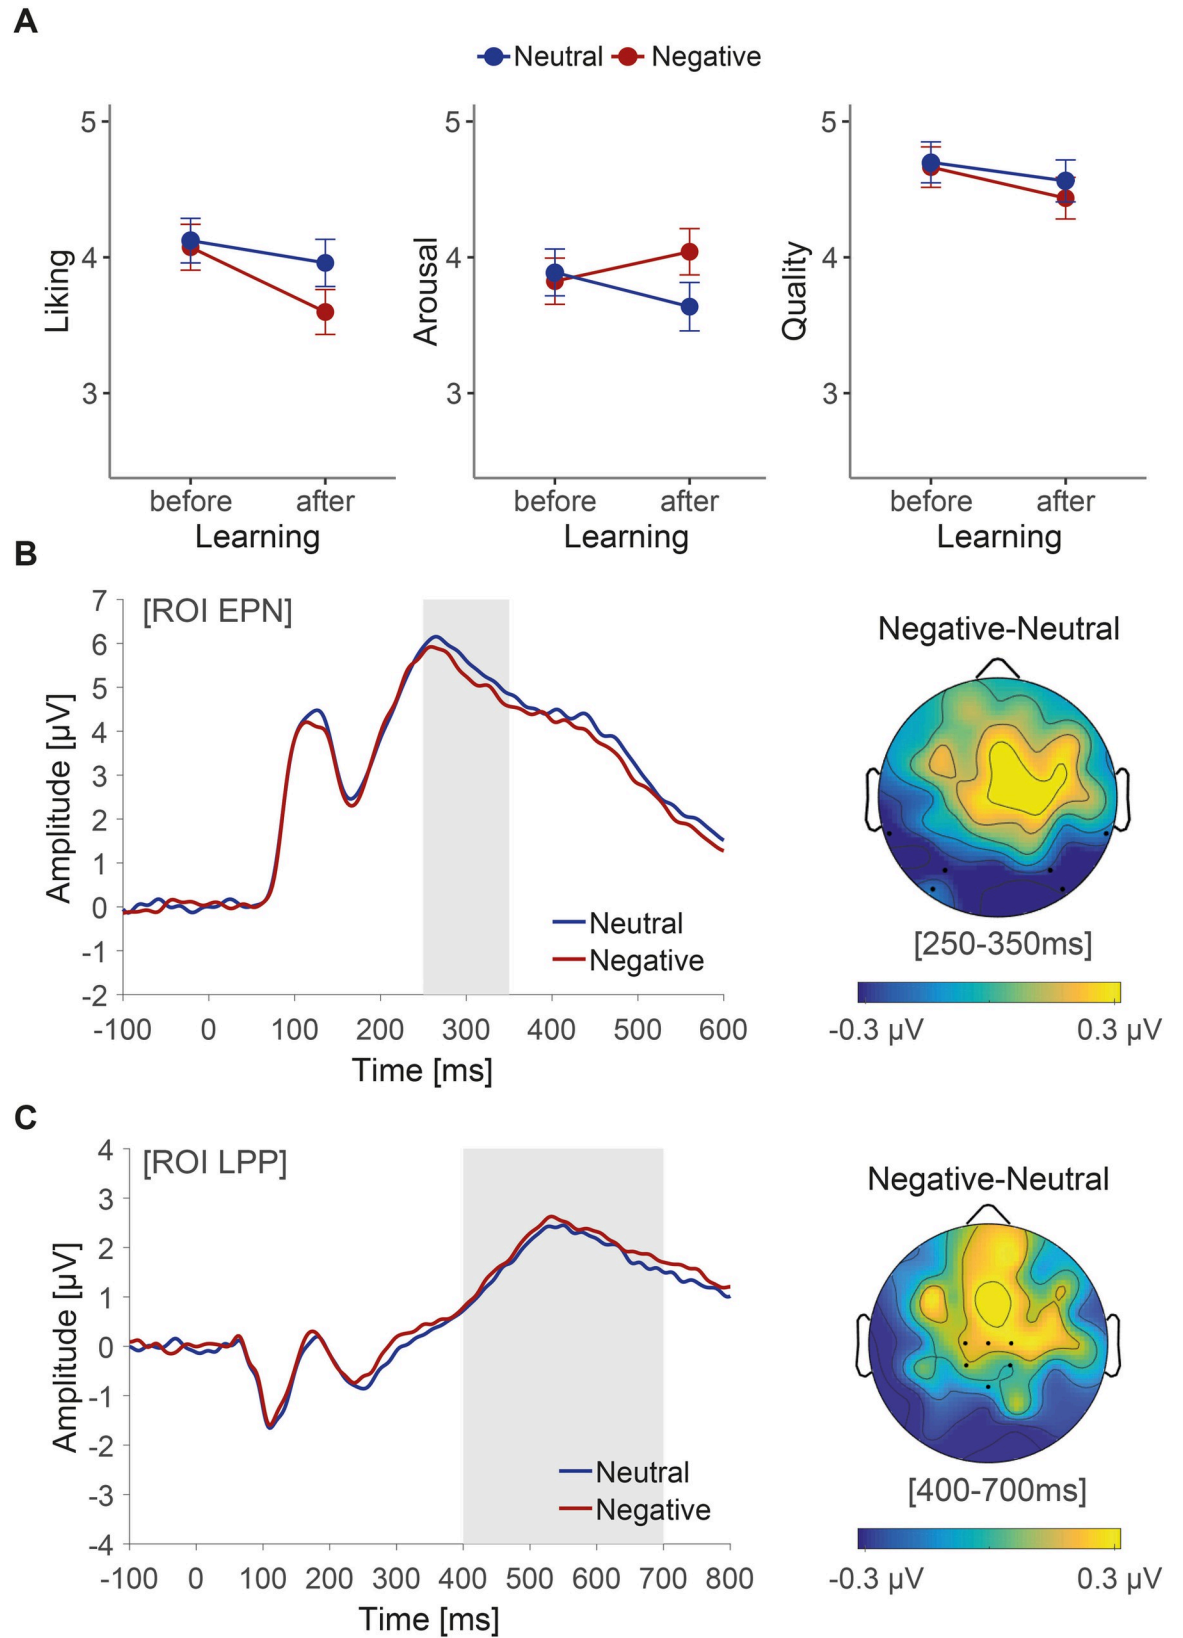 A
Neutral Negative
5
4
3
Liking
before after
Learning
5
4
3
Arousal
before after
Learning
5
4
3
Quality
before after
Learning
B
[ROI EPN]
7
6
5
4
3
2
1
0
-1
-2
Amplitude [µV]
Neutral
Negative
-100 0 100 200 300 400 500 600
Time [ms]
Negative-Neutral
[250-350ms]
-0.3 µV 0.3 µV
C
[ROI LPP]
4
3
2
1
0
-1
-2
-3
-4
Amplitude [µV]
Neutral
Negative
-100 0 100 200 300 400 500 600 700 800
Time [ms]
Negative-Neutral
[400-700ms]
-0.3 µV 0.3 µV